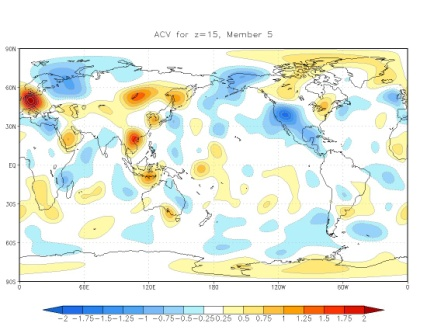 ACV for z=15, Member 5
90N
60N
30N
EQ
30S
60S
90S
0 60E 120E 180 120W 60W 0
-2 -1.75-1.5-1.25 -1 -0.75-0.5-0.250.25 0.5 0.75 1 1.25 1.5 1.75 2